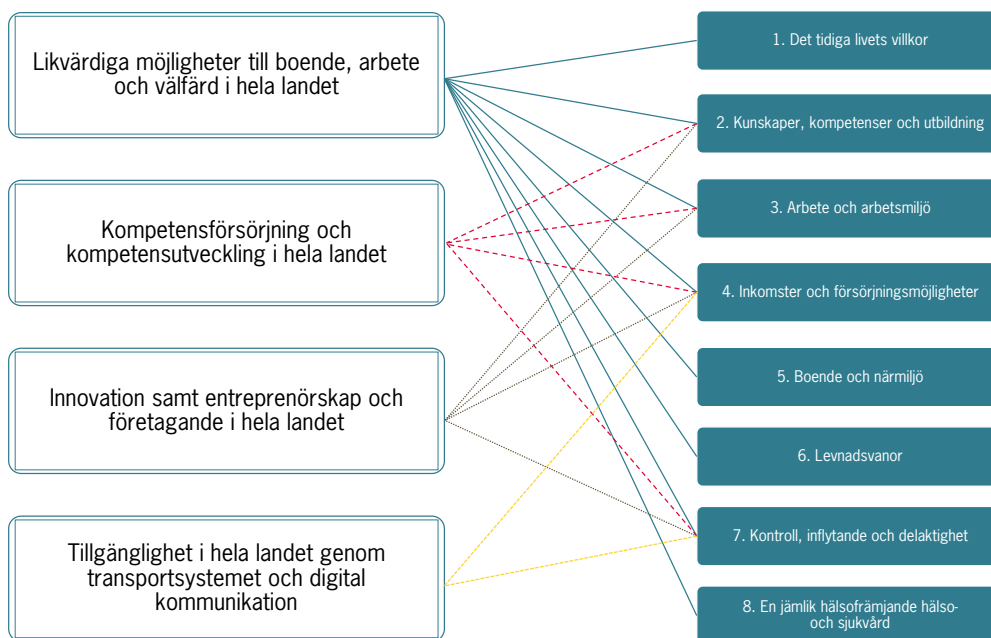 Likvärdiga möjligheter till boende, arbete
och välfärd i hela landet
Kompetensförsörjning och
kompetensutveckling i hela landet
Innovation samt entreprenörskap och
företagande i hela landet
Tillgänglighet i hela landet genom
transportsystemet och digital
kommunikation
1. Det tidiga livets villkor
2. Kunskaper, kompetenser och utbildning
3. Arbete och arbetsmiljö
4. Inkomster och försörjningsmöjligheter
5. Boende och närmiljö
6. Levnadsvanor
7. Kontroll, inflytande och delaktighet
8. En jämlik hälsofrämjande hälso-
och sjukvård